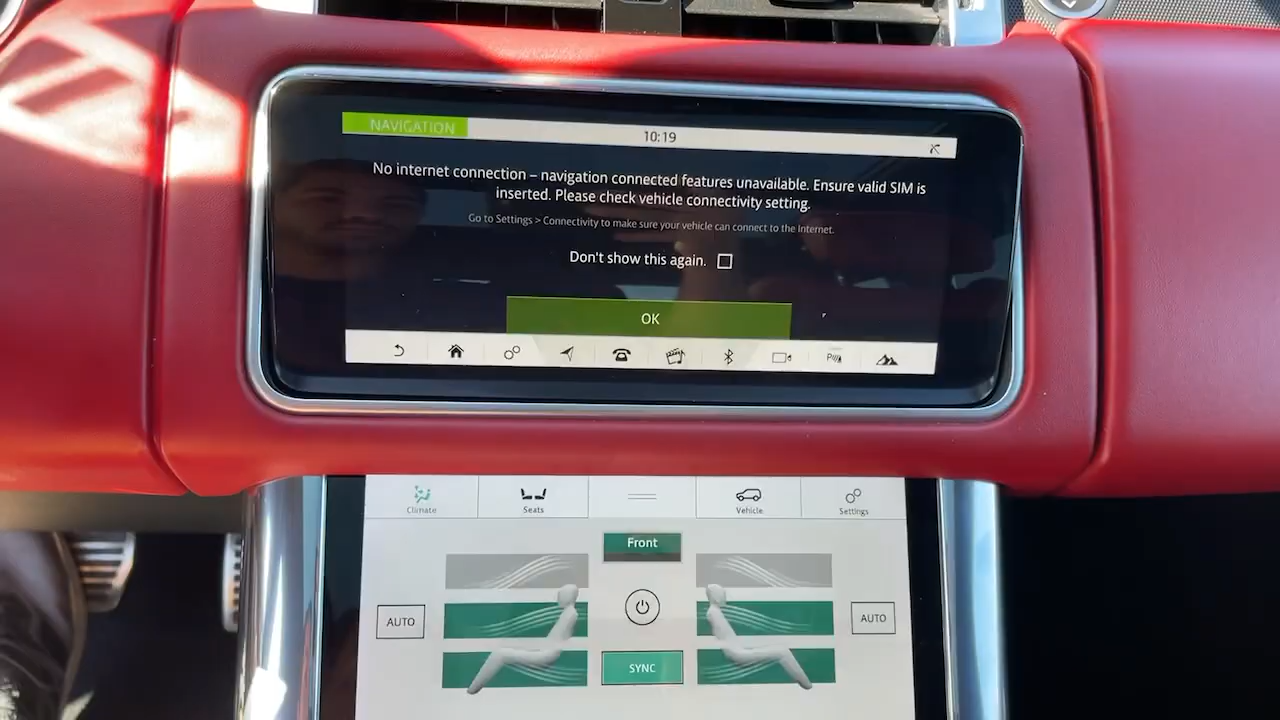 NAVIGATION
10:19
No internet connection – navigation connected features unavailable. Ensure valid SIM is
inserted. Please check vehicle connectivity setting.
Go to Settings > Connectivity to make sure your vehicle can connect to the Internet.
Don't show this again.
OK
Climate
Seats
Vehicle
Settings
Front
AUTO
AUTO
SYNC